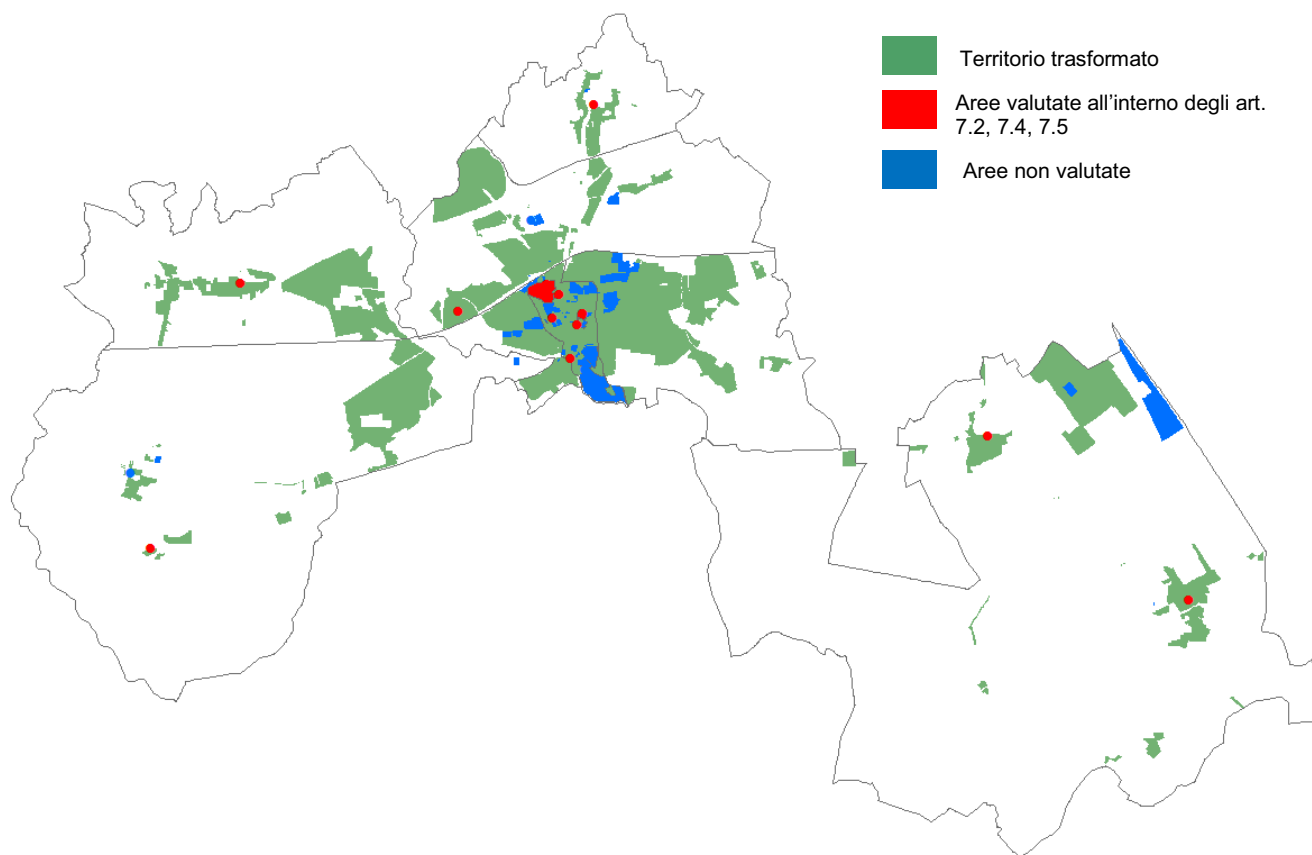 Territorio trasformato
Aree valutate all'interno degli art.
7.2, 7.4, 7.5
Aree non valutate